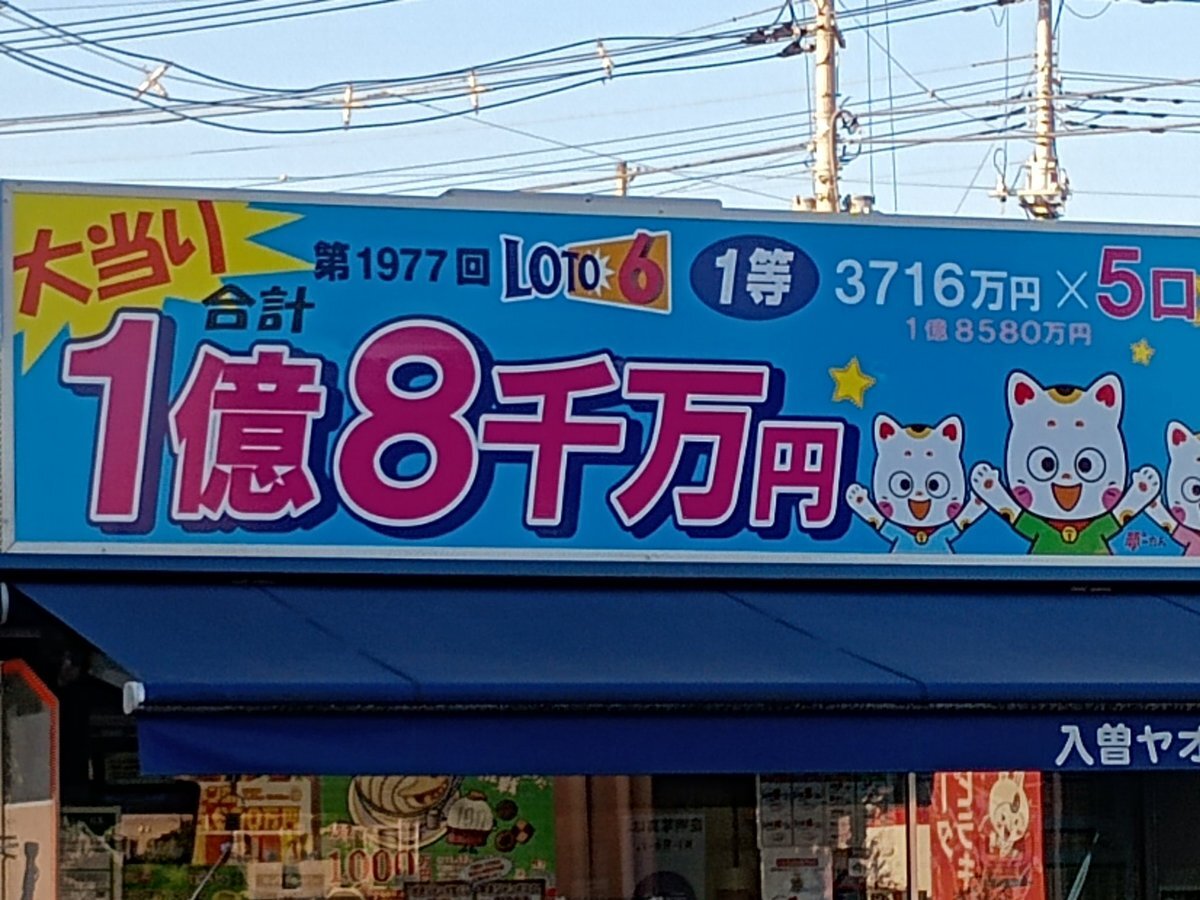 大当り
第1977回 LOTO 6 1等 3716万円×5口
1億8580万円
合計
1億8千万円
入曽ヤオ
1000